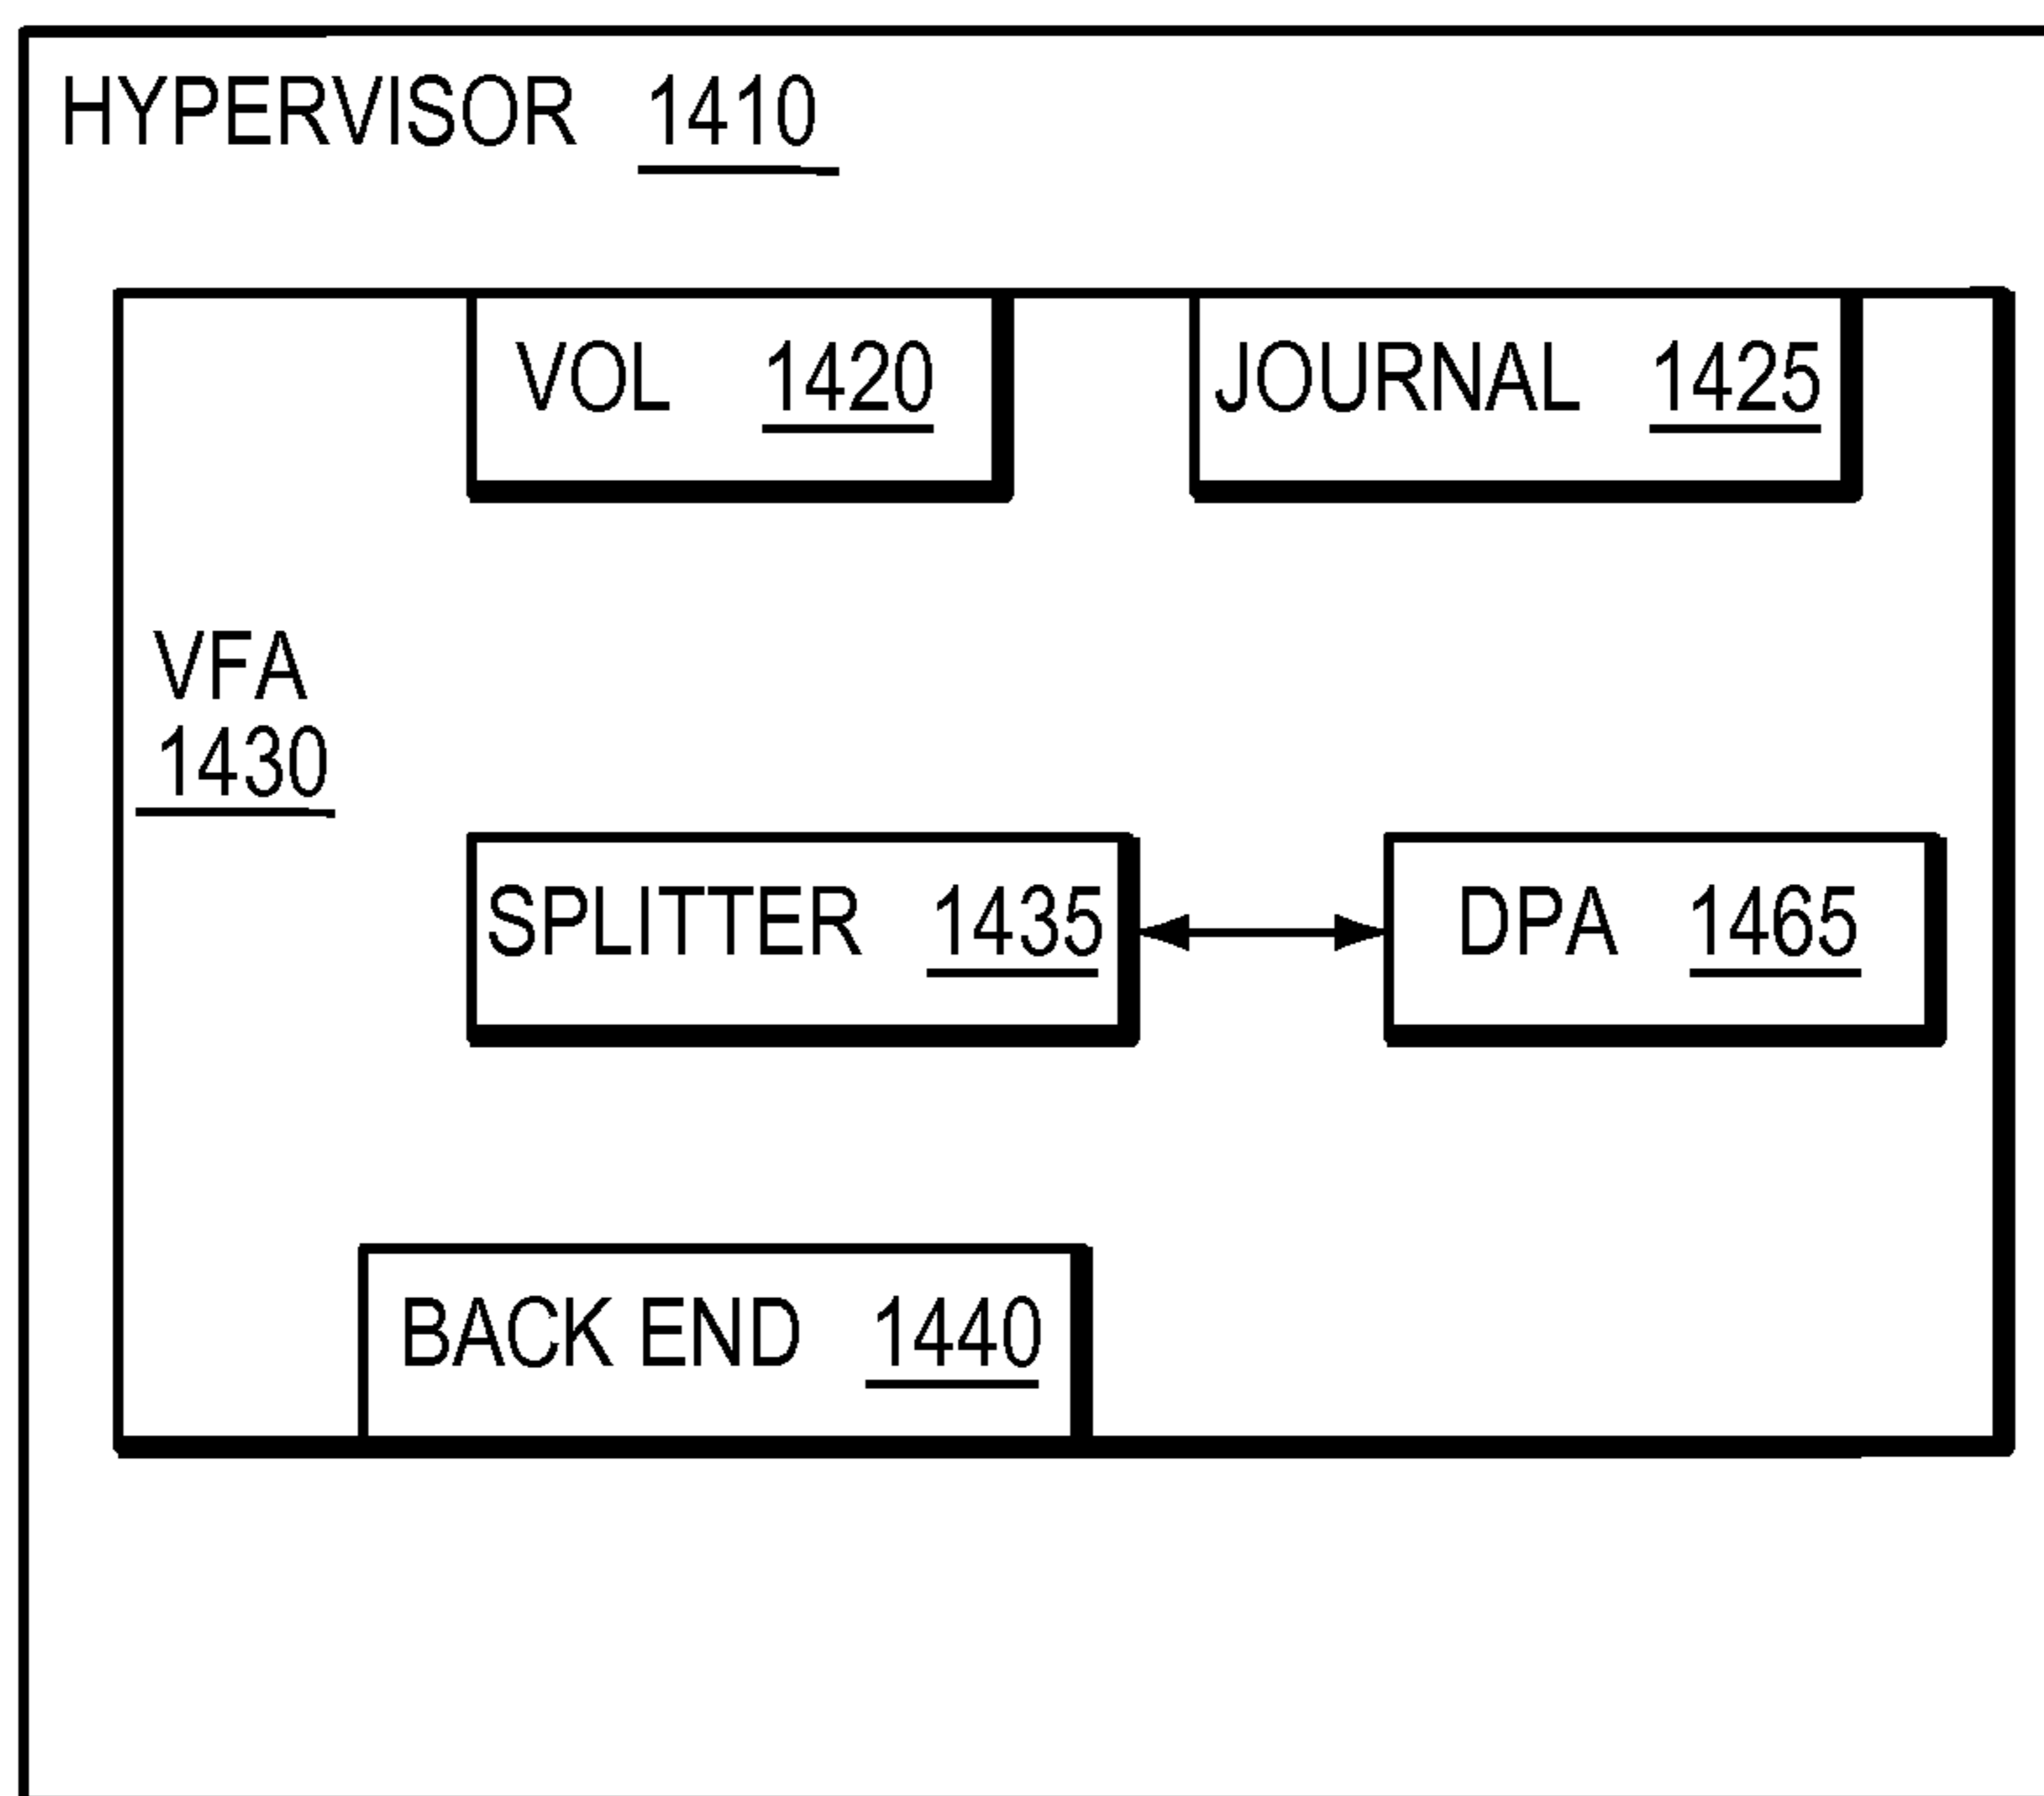 HYPERVISOR 1410
VOL 1420
JOURNAL 1425
VFA
1430
SPLITTER 1435
DPA 1465
BACK END 1440